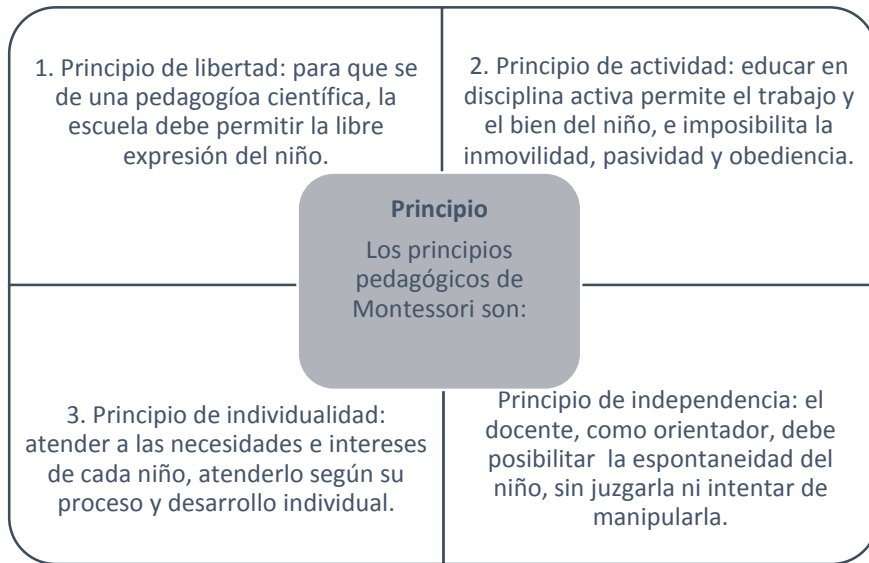 1. Principio de libertad: para que se
de una pedagogíoa científica, la
escuela debe permitir la libre
expresión del niño.
2. Principio de actividad: educar en
disciplina activa permite el trabajo y
el bien del niño, e imposibilita la
inmovilidad, pasividad y obediencia.
Principio
Los principios
pedagógicos de
Montessori son:
3. Principio de individualidad:
atender a las necesidades e intereses
de cada niño, atenderlo según su
proceso y desarrollo individual.
Principio de independencia: el
docente, como orientador, debe
posibilitar la espontaneidad del
niño, sin juzgarla ni intentar de
manipularla.